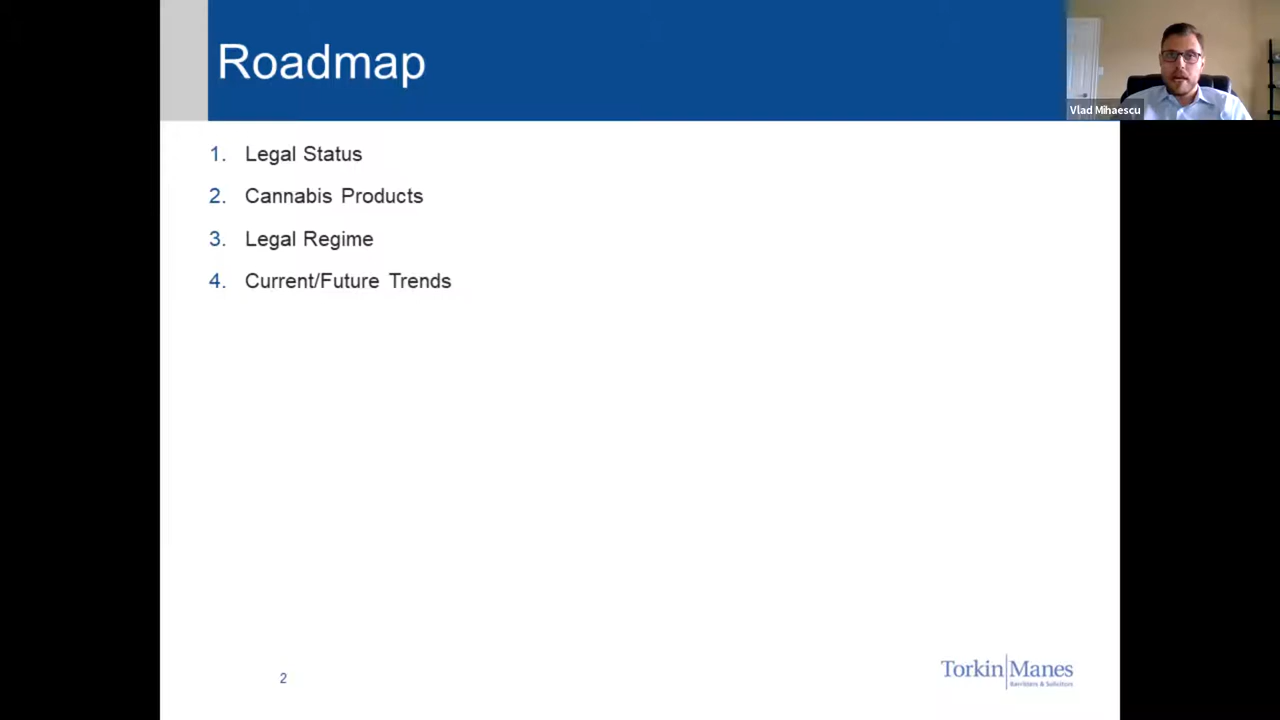 Roadmap
Vlad Mihaescu
1. Legal Status
2. Cannabis Products
3. Legal Regime
4. Current/Future Trends
2
Torkin|Manes
Barristers & Solicitors